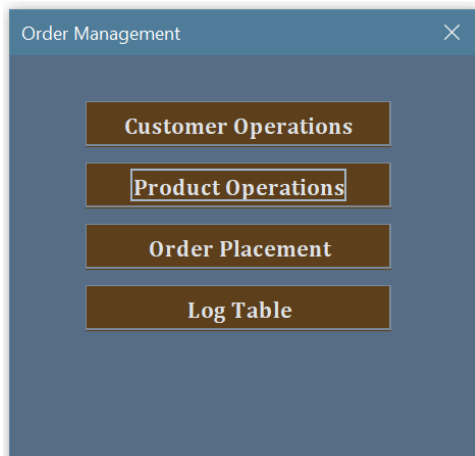 Order Management
Customer Operations
Product Operations
Order Placement
Log Table